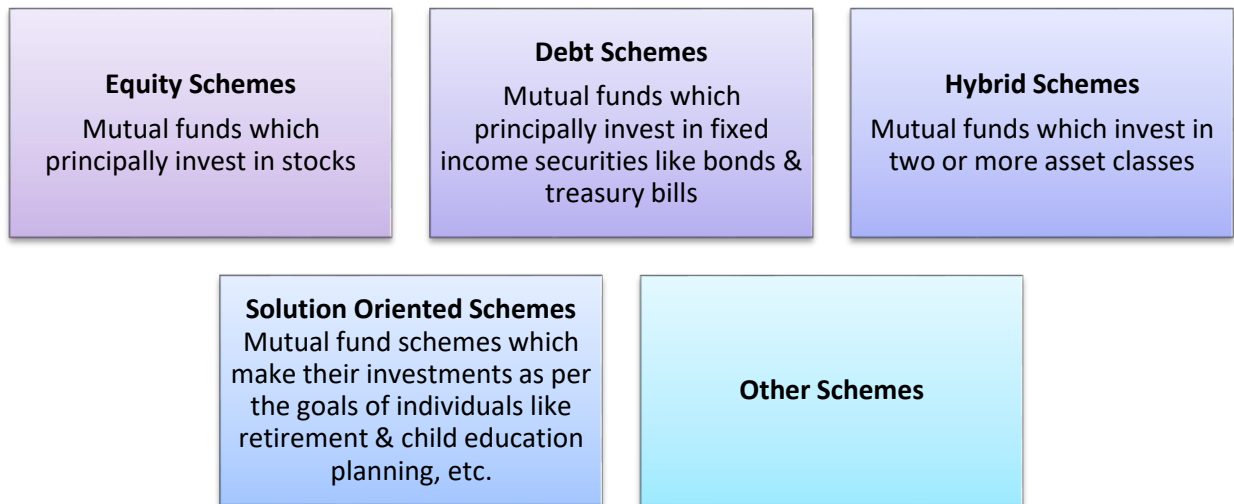 Equity Schemes
Mutual funds which
principally invest in stocks
Debt Schemes
Mutual funds which
principally invest in fixed
income securities like bonds &
treasury bills
Hybrid Schemes
Mutual funds which invest in
two or more asset classes
Solution Oriented Schemes
Mutual fund schemes which
make their investments as per
the goals of individuals like
retirement & child education
planning, etc.
Other Schemes